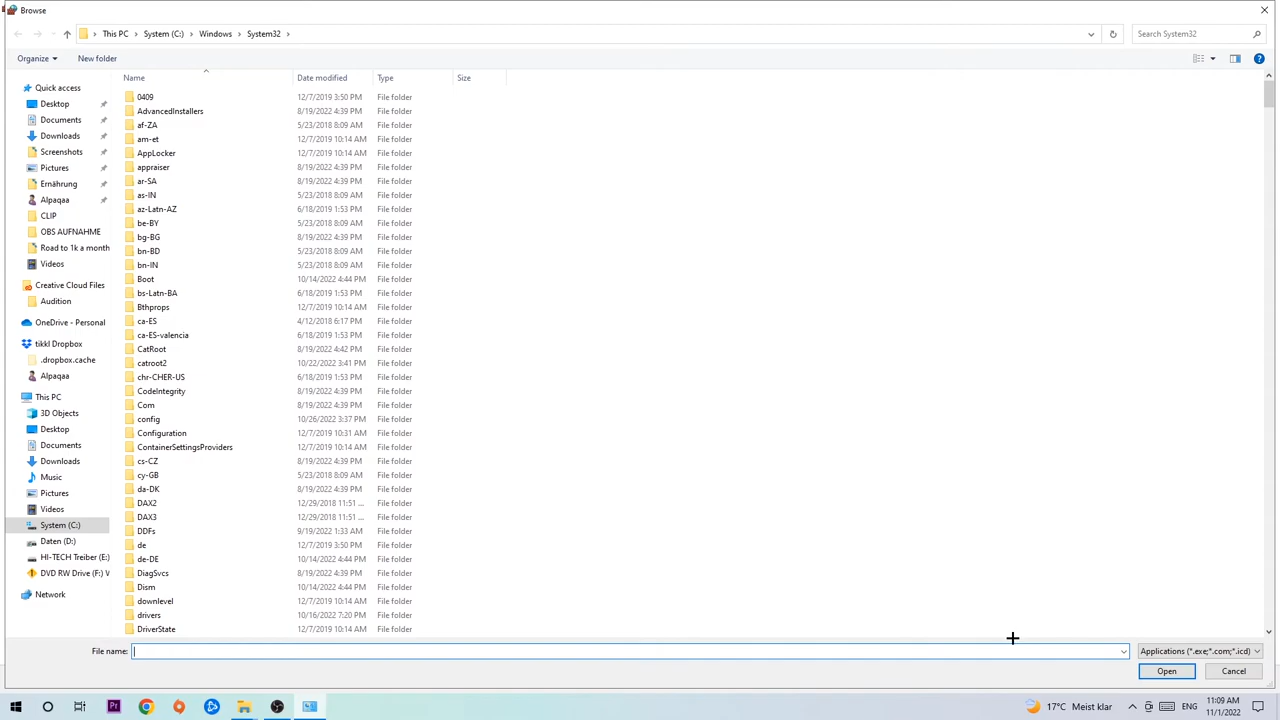 Browse
This PC > System (C:) > Windows > System32 >
Search System32
Organize
New folder
Name Date modified Type Size
Quick access
Desktop
Documents
Downloads
Screenshots
Pictures
Ernährung
Alpaqaa
CLIP
OBS AUFNAHME
Road to 1k a month
Videos
Creative Cloud Files
Audition
OneDrive - Personal
tikkl Dropbox
.dropbox.cache
Alpaqaa
This PC
3D Objects
Desktop
Documents
Downloads
Music
Pictures
Videos
System (C:)
Daten (D:)
HI-TECH Treiber (E:)
DVD RW Drive (F:) V
Network
0409 12/7/2019 3:50 PM File folder
AdvancedInstallers 8/19/2022 4:39 PM File folder
af-ZA 5/23/2018 8:09 AM File folder
am-et 12/7/2019 10:14 AM File folder
AppLocker 12/7/2019 10:14 AM File folder
appraiser 8/19/2022 4:39 PM File folder
ar-SA 8/19/2022 4:39 PM File folder
as-IN 5/23/2018 8:09 AM File folder
az-Latn-AZ 6/18/2019 1:53 PM File folder
be-BY 5/23/2018 8:09 AM File folder
bg-BG 8/19/2022 4:39 PM File folder
bn-BD 5/23/2018 8:09 AM File folder
bn-IN 5/23/2018 8:09 AM File folder
Boot 10/14/2022 4:44 PM File folder
bs-Latn-BA 6/18/2019 1:53 PM File folder
Bthprops 12/7/2019 10:14 AM File folder
ca-ES 4/12/2018 6:17 PM File folder
ca-ES-valencia 6/18/2019 1:53 PM File folder
CatRoot 8/19/2022 4:42 PM File folder
catroot2 10/22/2022 3:41 PM File folder
chr-CHER-US 6/18/2019 1:53 PM File folder
CodeIntegrity 8/19/2022 4:39 PM File folder
Com 8/19/2022 4:39 PM File folder
config 10/26/2022 3:37 PM File folder
Configuration 12/7/2019 10:31 AM File folder
ContainerSettingsProviders 12/7/2019 10:14 AM File folder
cs-CZ 8/19/2022 4:39 PM File folder
cy-GB 5/23/2018 8:09 AM File folder
da-DK 8/19/2022 4:39 PM File folder
DAX2 12/29/2018 11:51 ... File folder
DAX3 12/29/2018 11:51 ... File folder
DDFs 9/19/2022 1:33 AM File folder
de 12/7/2019 3:50 PM File folder
de-DE 10/14/2022 4:44 PM File folder
DiagSvcs 8/19/2022 4:39 PM File folder
Dism 10/14/2022 4:44 PM File folder
downlevel 12/7/2019 10:14 AM File folder
drivers 10/16/2022 7:20 PM File folder
DriverState 12/7/2019 10:14 AM File folder
File name:
Applications (*.exe;*.com;*.icd)
Open
Cancel
17°C Meist klar
ENG
11:09 AM
11/1/2022